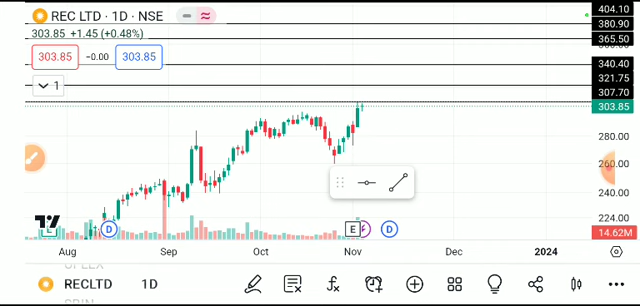 REC LTD · 1D · NSE
303.85 +1.45 (+0.48%)
303.85 −0.00 303.85
1
404.10
380.90
365.50
340.40
321.75
307.70
303.85
280.00
260.00
240.00
224.00
14.62M
D E D
Aug Sep Oct Nov Dec 2024
RECLTD 1D